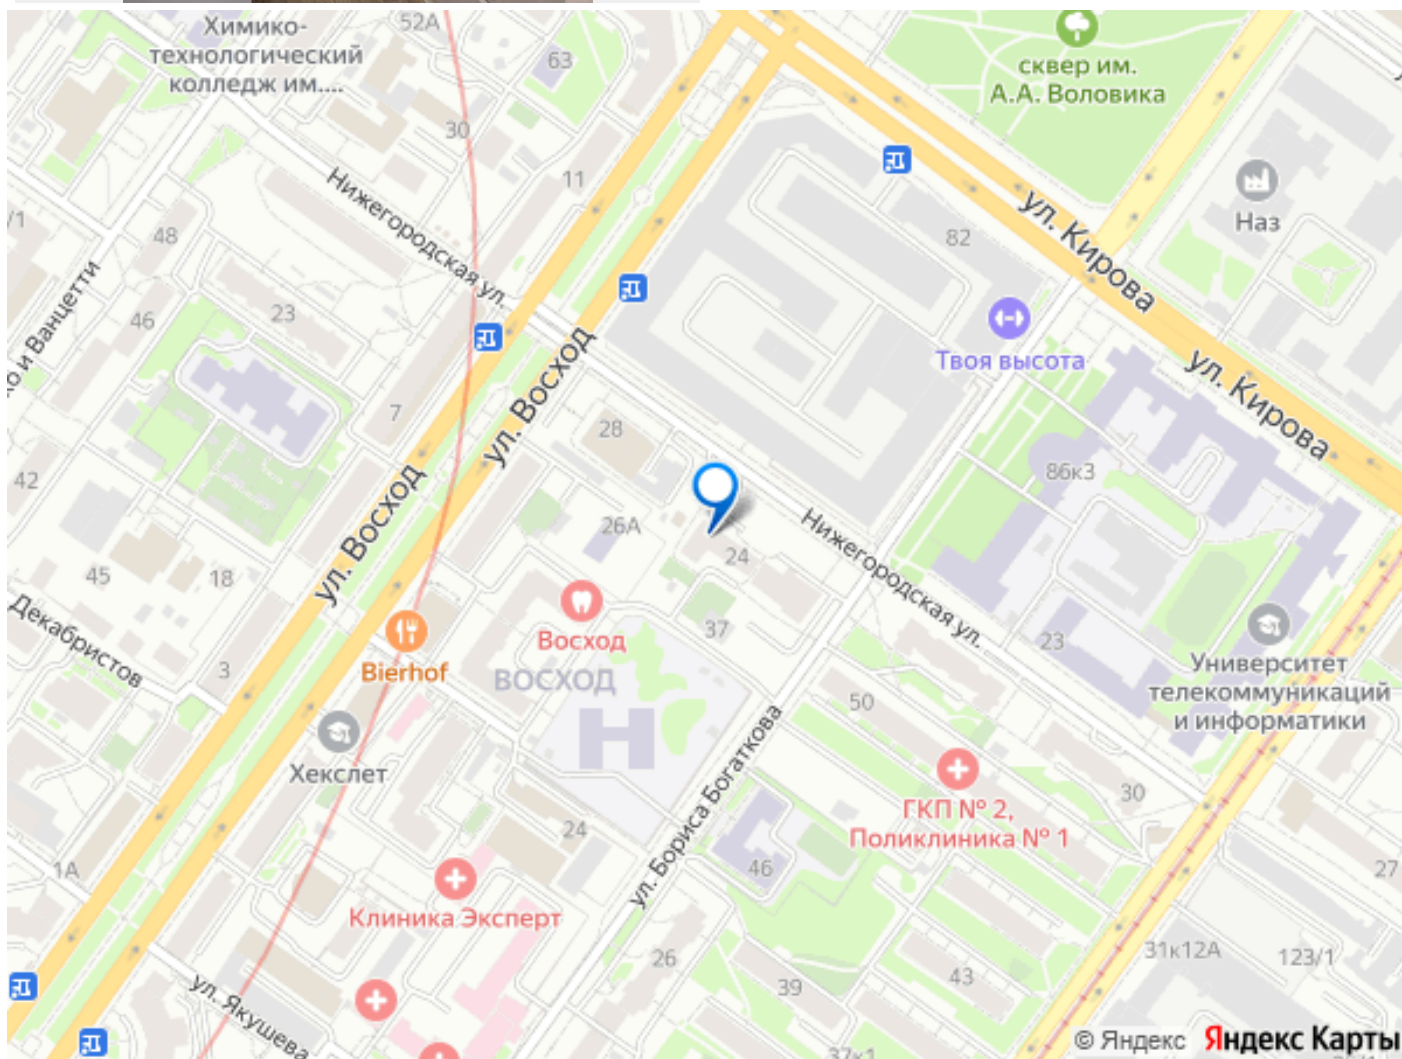 Химико-
технологический
колледж им....
52А
63
сквер им.
А.А. Воловика
30
11
Нижегородская ул.
Наз
ул. Кирова
/1
48
82
46
23
Твоя высота
ул. Кирова
ул. Восход
о и Ванцетти
7
28
86к3
42
ул. Восход
26А
24
Нижегородская ул.
45
18
Декабристов
Восход
37
23
Bierhof
ВОСХОД
3
Университет
телекоммуникаций
и информатики
50
Хекслет
ул. Бориса Богаткова
ГКП № 2,
Поликлиника № 1
30
24
1А
46
27
Клиника Эксперт
26
39
43
31к12А
123/1
ул. Якушева
37к1
© Яндекс Яндекс Карты